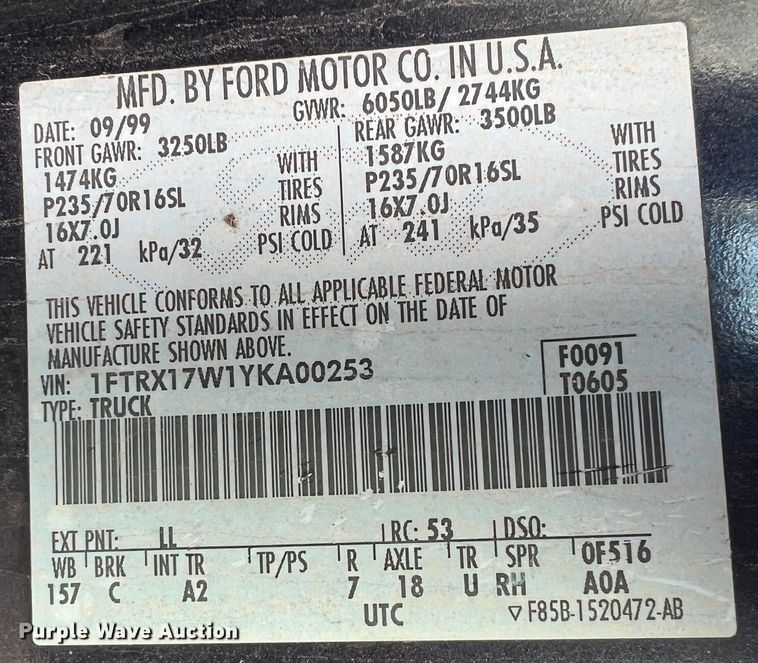 MFD. BY FORD MOTOR CO. IN U.S.A.
DATE: 09/99 GVWR: 6050LB/ 2744KG
FRONT GAWR: 3250LB REAR GAWR: 3500LB
1474KG WITH 1587KG WITH
P235/70R16SL TIRES P235/70R16SL TIRES
16X7.0J RIMS 16X7.0J RIMS
AT 221 kPa/32 PSI COLD AT 241 kPa/35 PSI COLD
THIS VEHICLE CONFORMS TO ALL APPLICABLE FEDERAL MOTOR
VEHICLE SAFETY STANDARDS IN EFFECT ON THE DATE OF
MANUFACTURE SHOWN ABOVE.
VIN: 1FTRX17W1YKA00253 F0091
TYPE: TRUCK T0605
EXT PNT: LL RC: 53 DSO:
WB BRK INT TR TP/PS R AXLE TR SPR 0F516
157 C A2 7 18 U RH A0A
UTC ▽F85B-1520472-AB
Purple Wave Auction